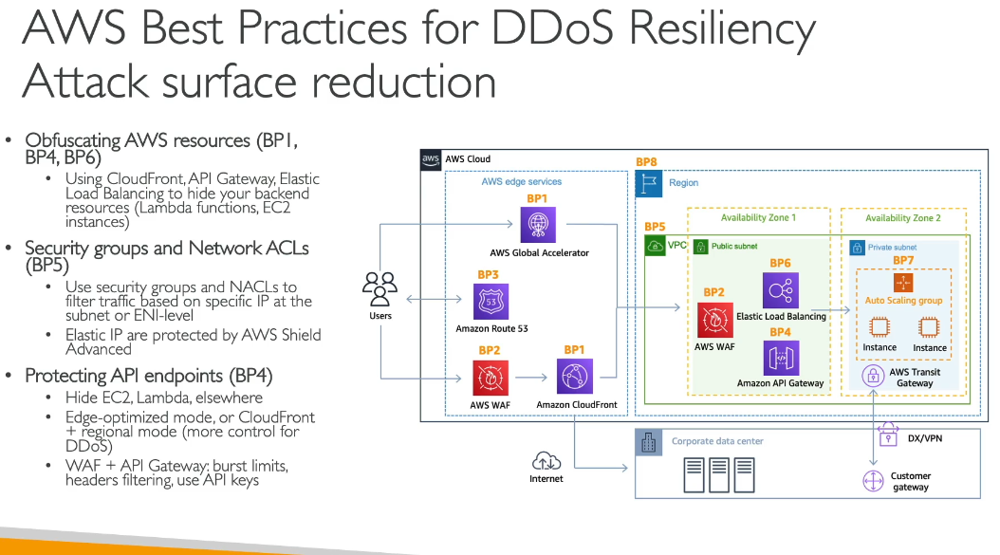 AWS Best Practices for DDoS Resiliency
Attack surface reduction
• Obfuscating AWS resources (BP1,
BP4, BP6)
• Using CloudFront, API Gateway, Elastic
Load Balancing to hide your backend
resources (Lambda functions, EC2
instances)
• Security groups and Network ACLs
(BP5)
• Use security groups and NACLs to
filter traffic based on specific IP at the
subnet or ENI-level
• Elastic IP are protected by AWS Shield
Advanced
• Protecting API endpoints (BP4)
• Hide EC2, Lambda, elsewhere
• Edge-optimized mode, or CloudFront
+ regional mode (more control for
DDoS)
• WAF + API Gateway: burst limits,
headers filtering, use API keys
aws
AWS Cloud
AWS edge services
BP1
AWS Global Accelerator
BP3
53
Amazon Route 53
BP2
AWS WAF
BP1
Amazon CloudFront
Users
Internet
BP8
Region
Availability Zone 1
Availability Zone 2
BP5
VPC
Public subnet
BP6
Elastic Load Balancing
BP2
AWS WAF
BP4
Amazon API Gateway
Private subnet
BP7
Auto Scaling group
Instance
Instance
AWS Transit
Gateway
DX/VPN
Corporate data center
Customer
gateway